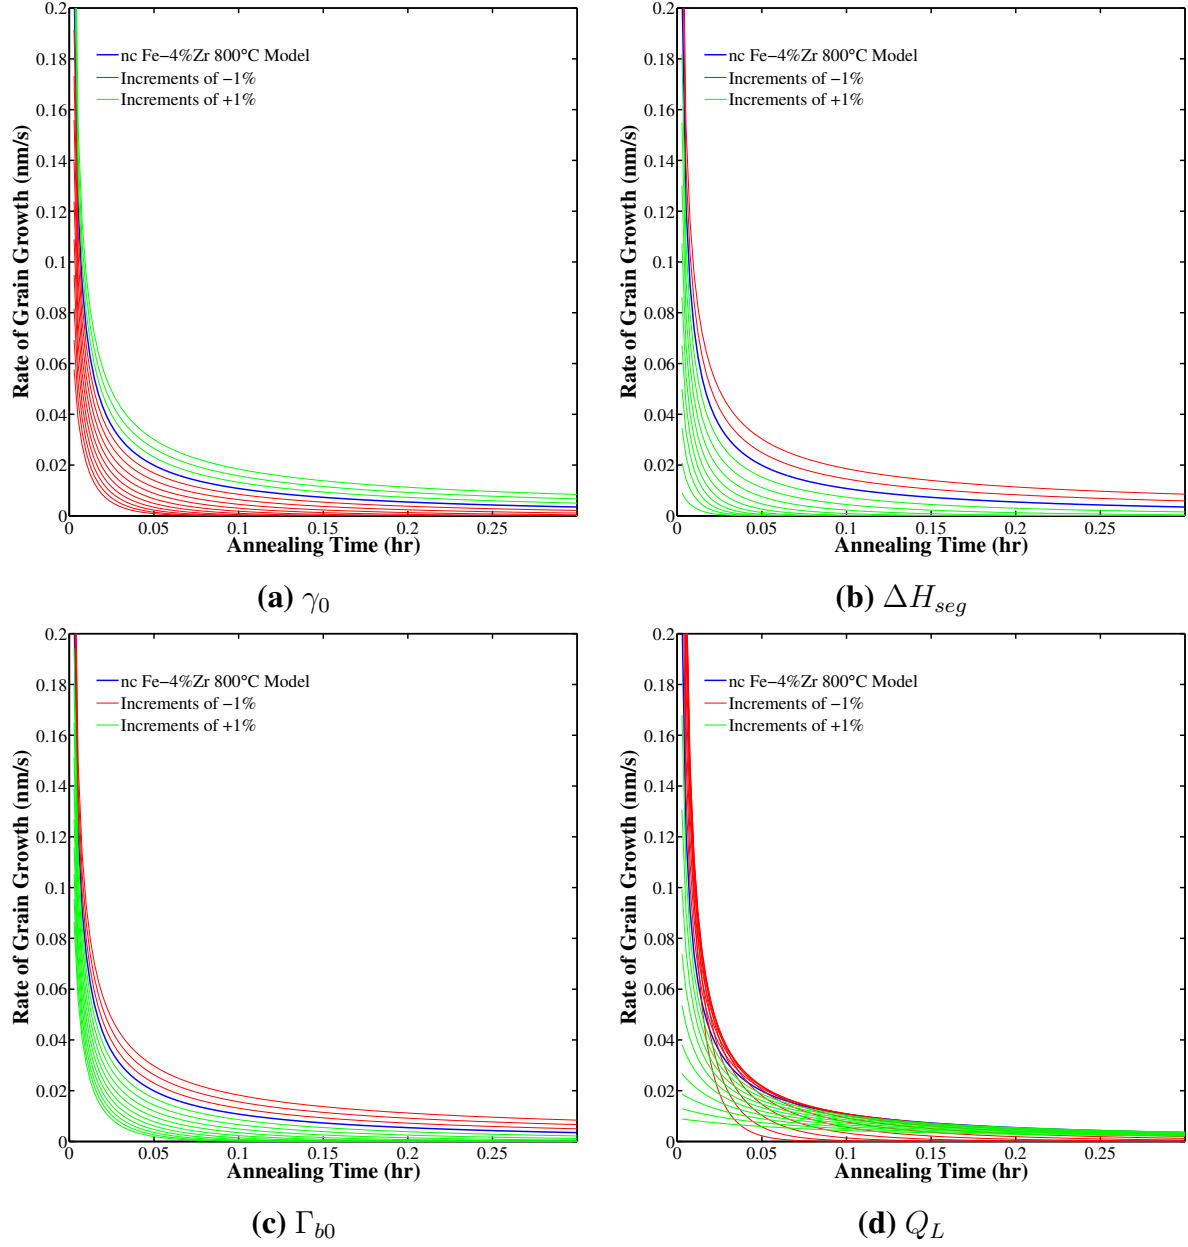 0.2
0.18
0.16
0.14
0.12
0.1
0.08
0.06
0.04
0.02
0
Rate of Grain Growth (nm/s)
nc Fe−4%Zr 800°C Model
Increments of −1%
Increments of +1%
0 0.05 0.1 0.15 0.2 0.25
Annealing Time (hr)
(a) γ₀
0.2
0.18
0.16
0.14
0.12
0.1
0.08
0.06
0.04
0.02
0
Rate of Grain Growth (nm/s)
nc Fe−4%Zr 800°C Model
Increments of −1%
Increments of +1%
0 0.05 0.1 0.15 0.2 0.25
Annealing Time (hr)
(b) ΔH_seg
0.2
0.18
0.16
0.14
0.12
0.1
0.08
0.06
0.04
0.02
0
Rate of Grain Growth (nm/s)
nc Fe−4%Zr 800°C Model
Increments of −1%
Increments of +1%
0 0.05 0.1 0.15 0.2 0.25
Annealing Time (hr)
(c) Γ_b0
0.2
0.18
0.16
0.14
0.12
0.1
0.08
0.06
0.04
0.02
0
Rate of Grain Growth (nm/s)
nc Fe−4%Zr 800°C Model
Increments of −1%
Increments of +1%
0 0.05 0.1 0.15 0.2 0.25
Annealing Time (hr)
(d) Q_L